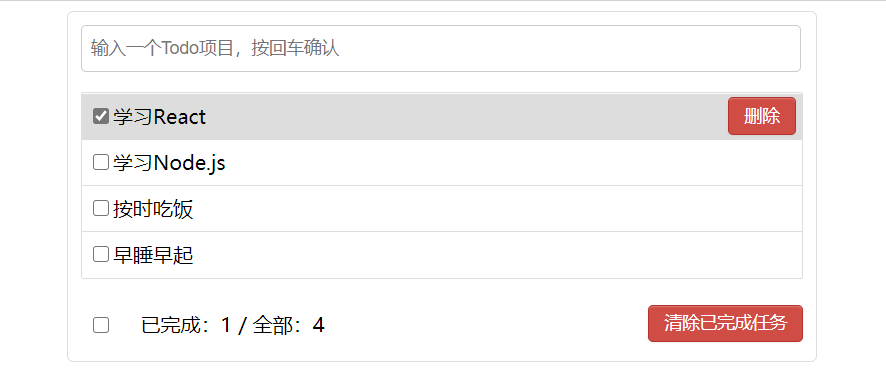 输入一个Todo项目，按回车确认
学习React 删除
学习Node.js
按时吃饭
早睡早起
已完成：1 / 全部：4 清除已完成任务